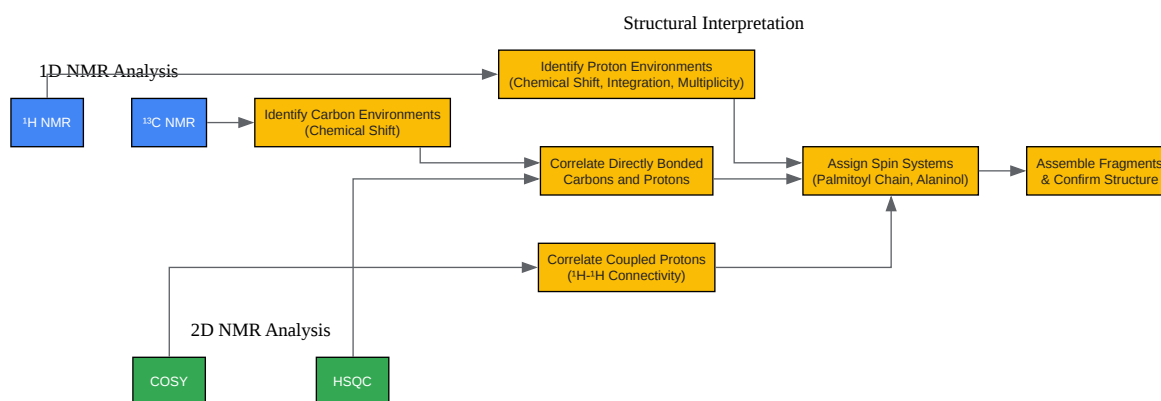 Structural Interpretation
1D NMR Analysis
Identify Proton Environments
(Chemical Shift, Integration, Multiplicity)
¹H NMR
¹³C NMR
Identify Carbon Environments
(Chemical Shift)
Correlate Directly Bonded
Carbons and Protons
Assign Spin Systems
(Palmitoyl Chain, Alaninol)
Assemble Fragments
& Confirm Structure
Correlate Coupled Protons
(¹H-¹H Connectivity)
2D NMR Analysis
COSY
HSQC